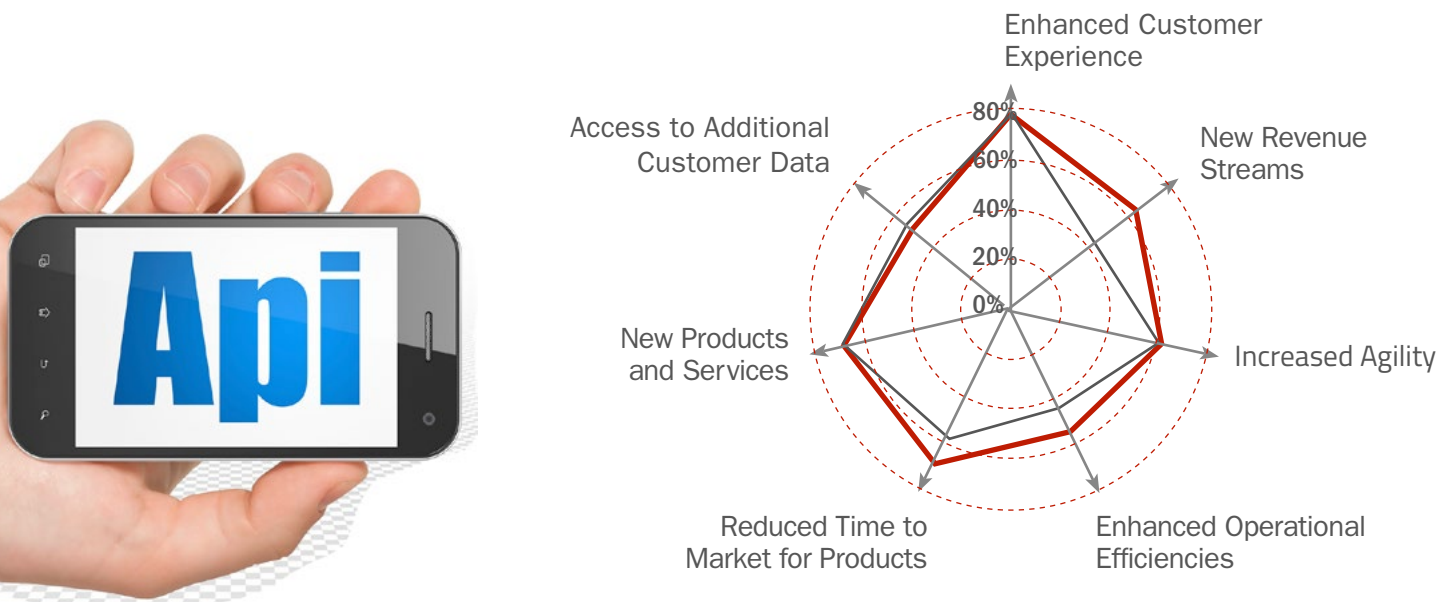 Api
Enhanced Customer
Experience
New Revenue
Streams
Increased Agility
Enhanced Operational
Efficiencies
Reduced Time to
Market for Products
New Products
and Services
Access to Additional
Customer Data
80%
60%
40%
20%
0%